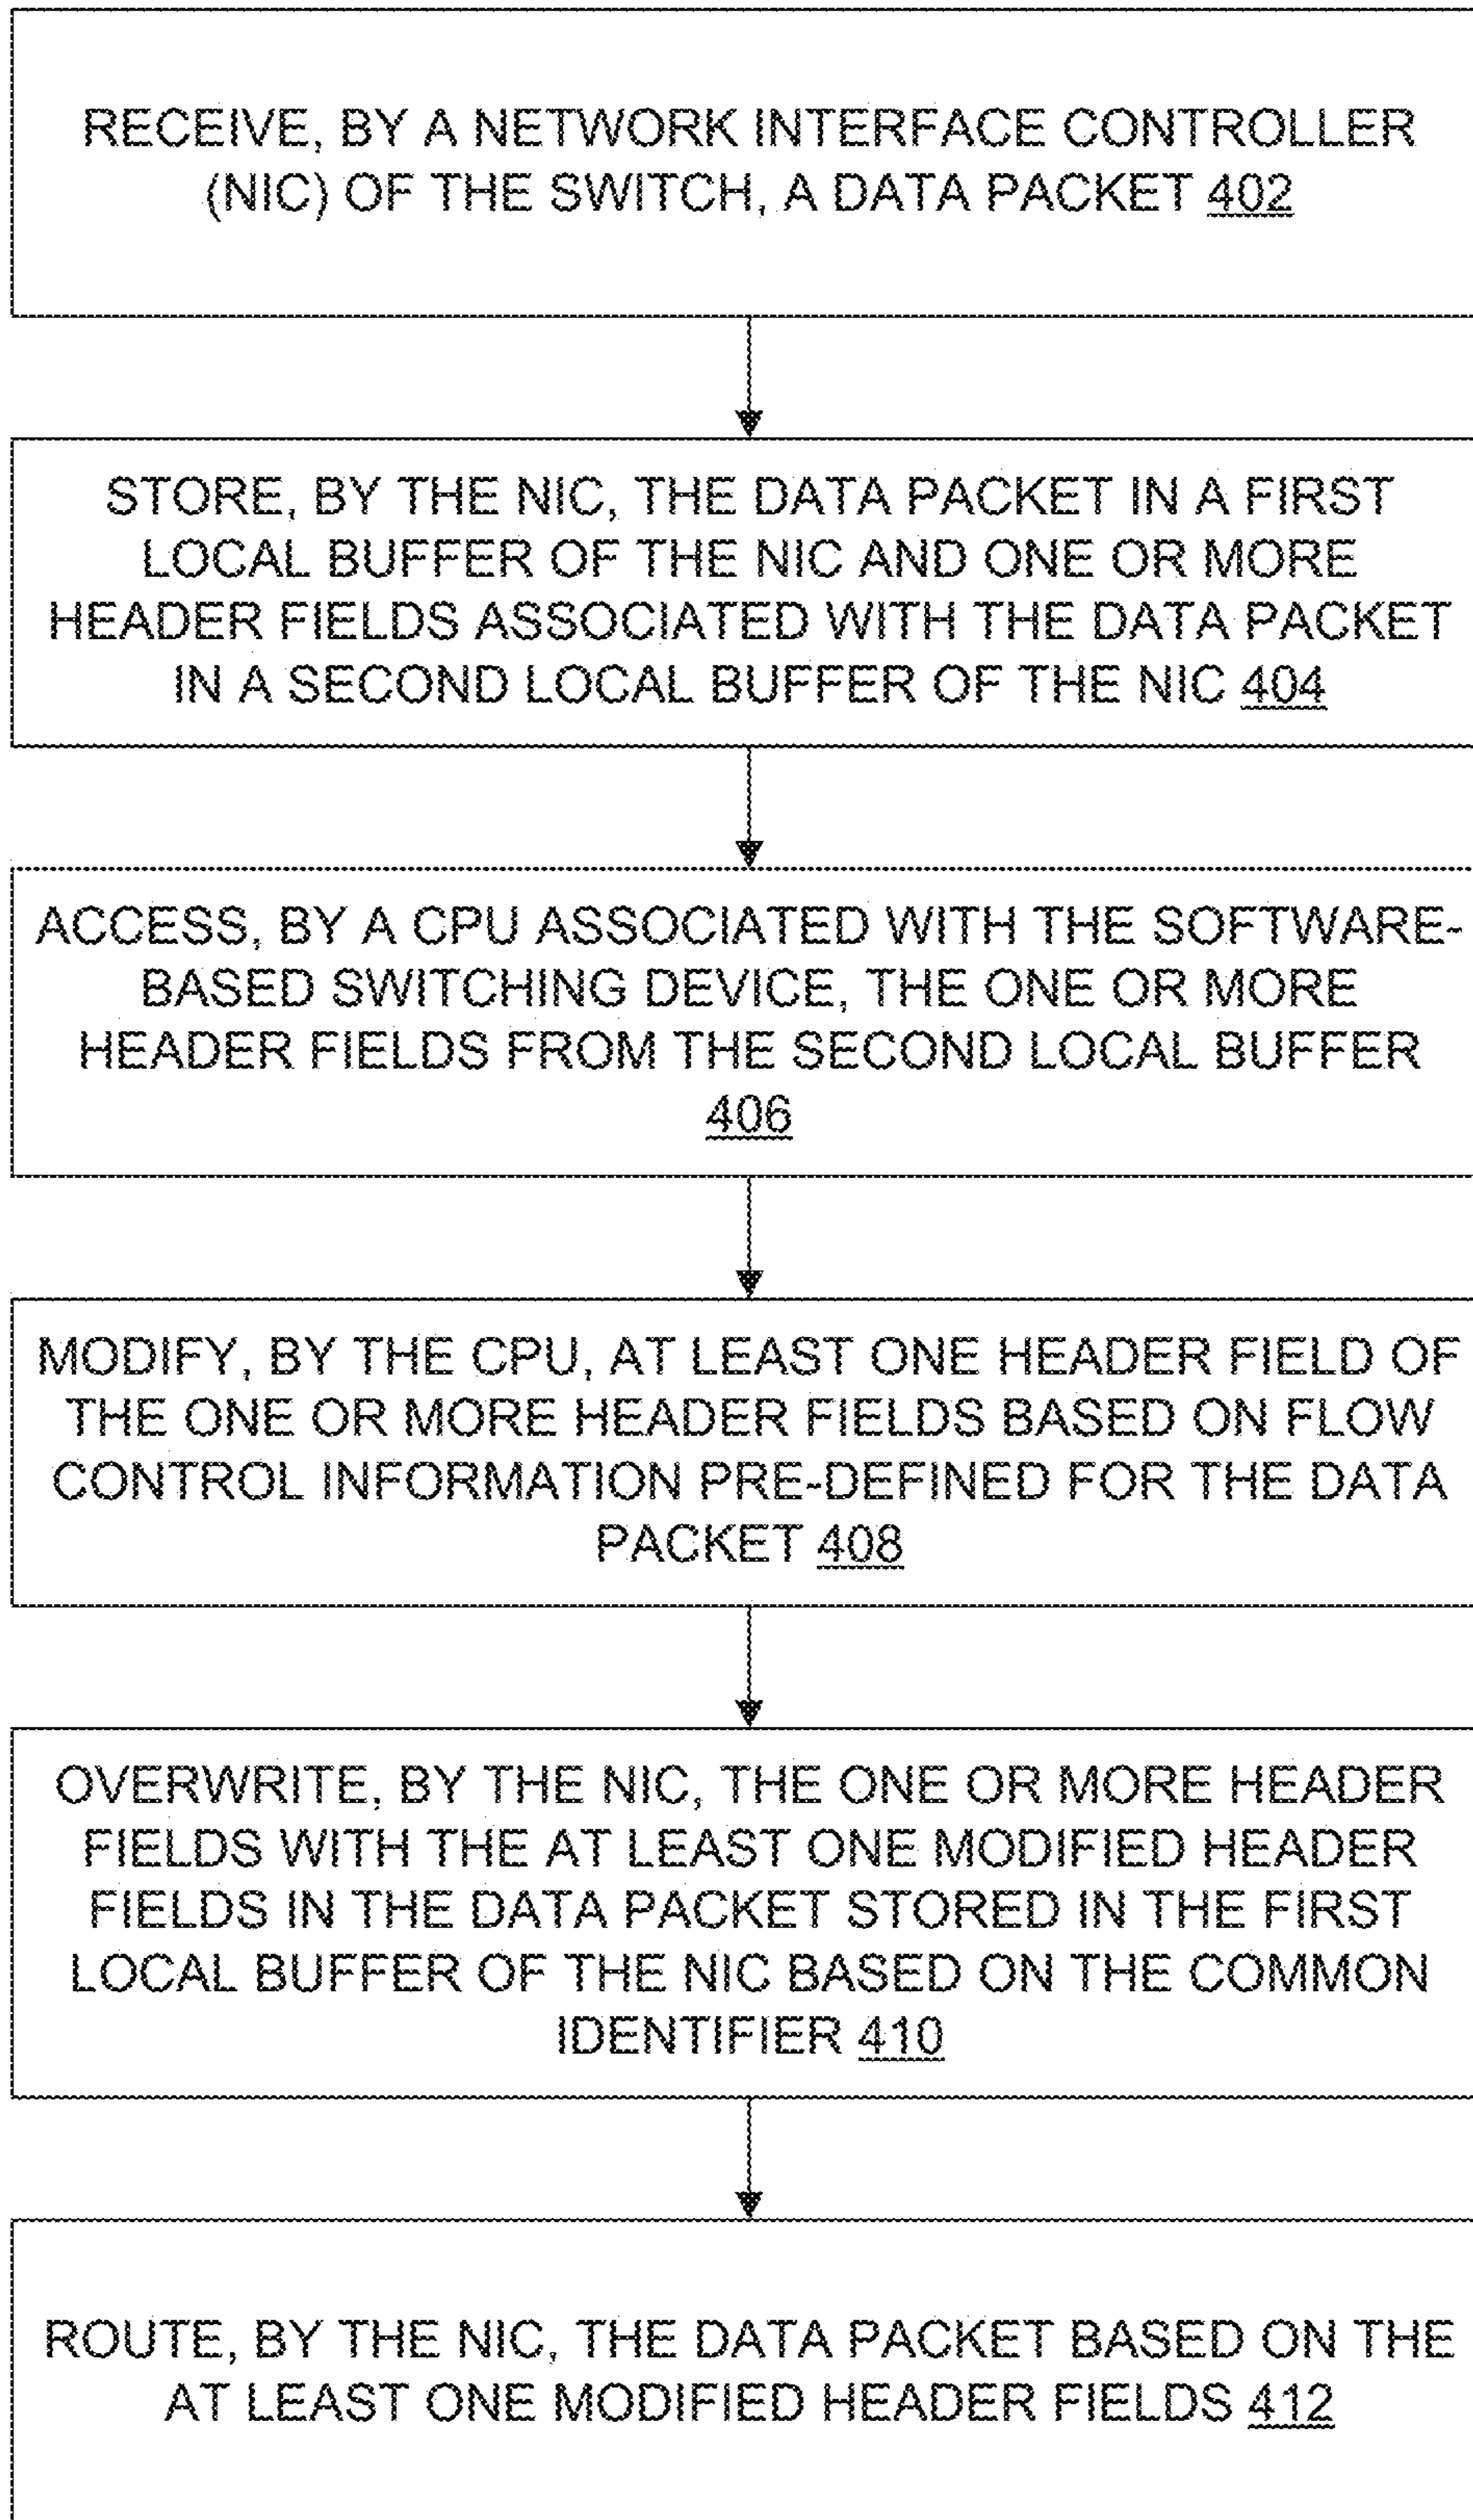 RECEIVE, BY A NETWORK INTERFACE CONTROLLER
(NIC) OF THE SWITCH, A DATA PACKET 402
STORE, BY THE NIC, THE DATA PACKET IN A FIRST
LOCAL BUFFER OF THE NIC AND ONE OR MORE
HEADER FIELDS ASSOCIATED WITH THE DATA PACKET
IN A SECOND LOCAL BUFFER OF THE NIC 404
ACCESS, BY A CPU ASSOCIATED WITH THE SOFTWARE-
BASED SWITCHING DEVICE, THE ONE OR MORE
HEADER FIELDS FROM THE SECOND LOCAL BUFFER
406
MODIFY, BY THE CPU, AT LEAST ONE HEADER FIELD OF
THE ONE OR MORE HEADER FIELDS BASED ON FLOW
CONTROL INFORMATION PRE-DEFINED FOR THE DATA
PACKET 408
OVERWRITE, BY THE NIC, THE ONE OR MORE HEADER
FIELDS WITH THE AT LEAST ONE MODIFIED HEADER
FIELDS IN THE DATA PACKET STORED IN THE FIRST
LOCAL BUFFER OF THE NIC BASED ON THE COMMON
IDENTIFIER 410
ROUTE, BY THE NIC, THE DATA PACKET BASED ON THE
AT LEAST ONE MODIFIED HEADER FIELDS 412